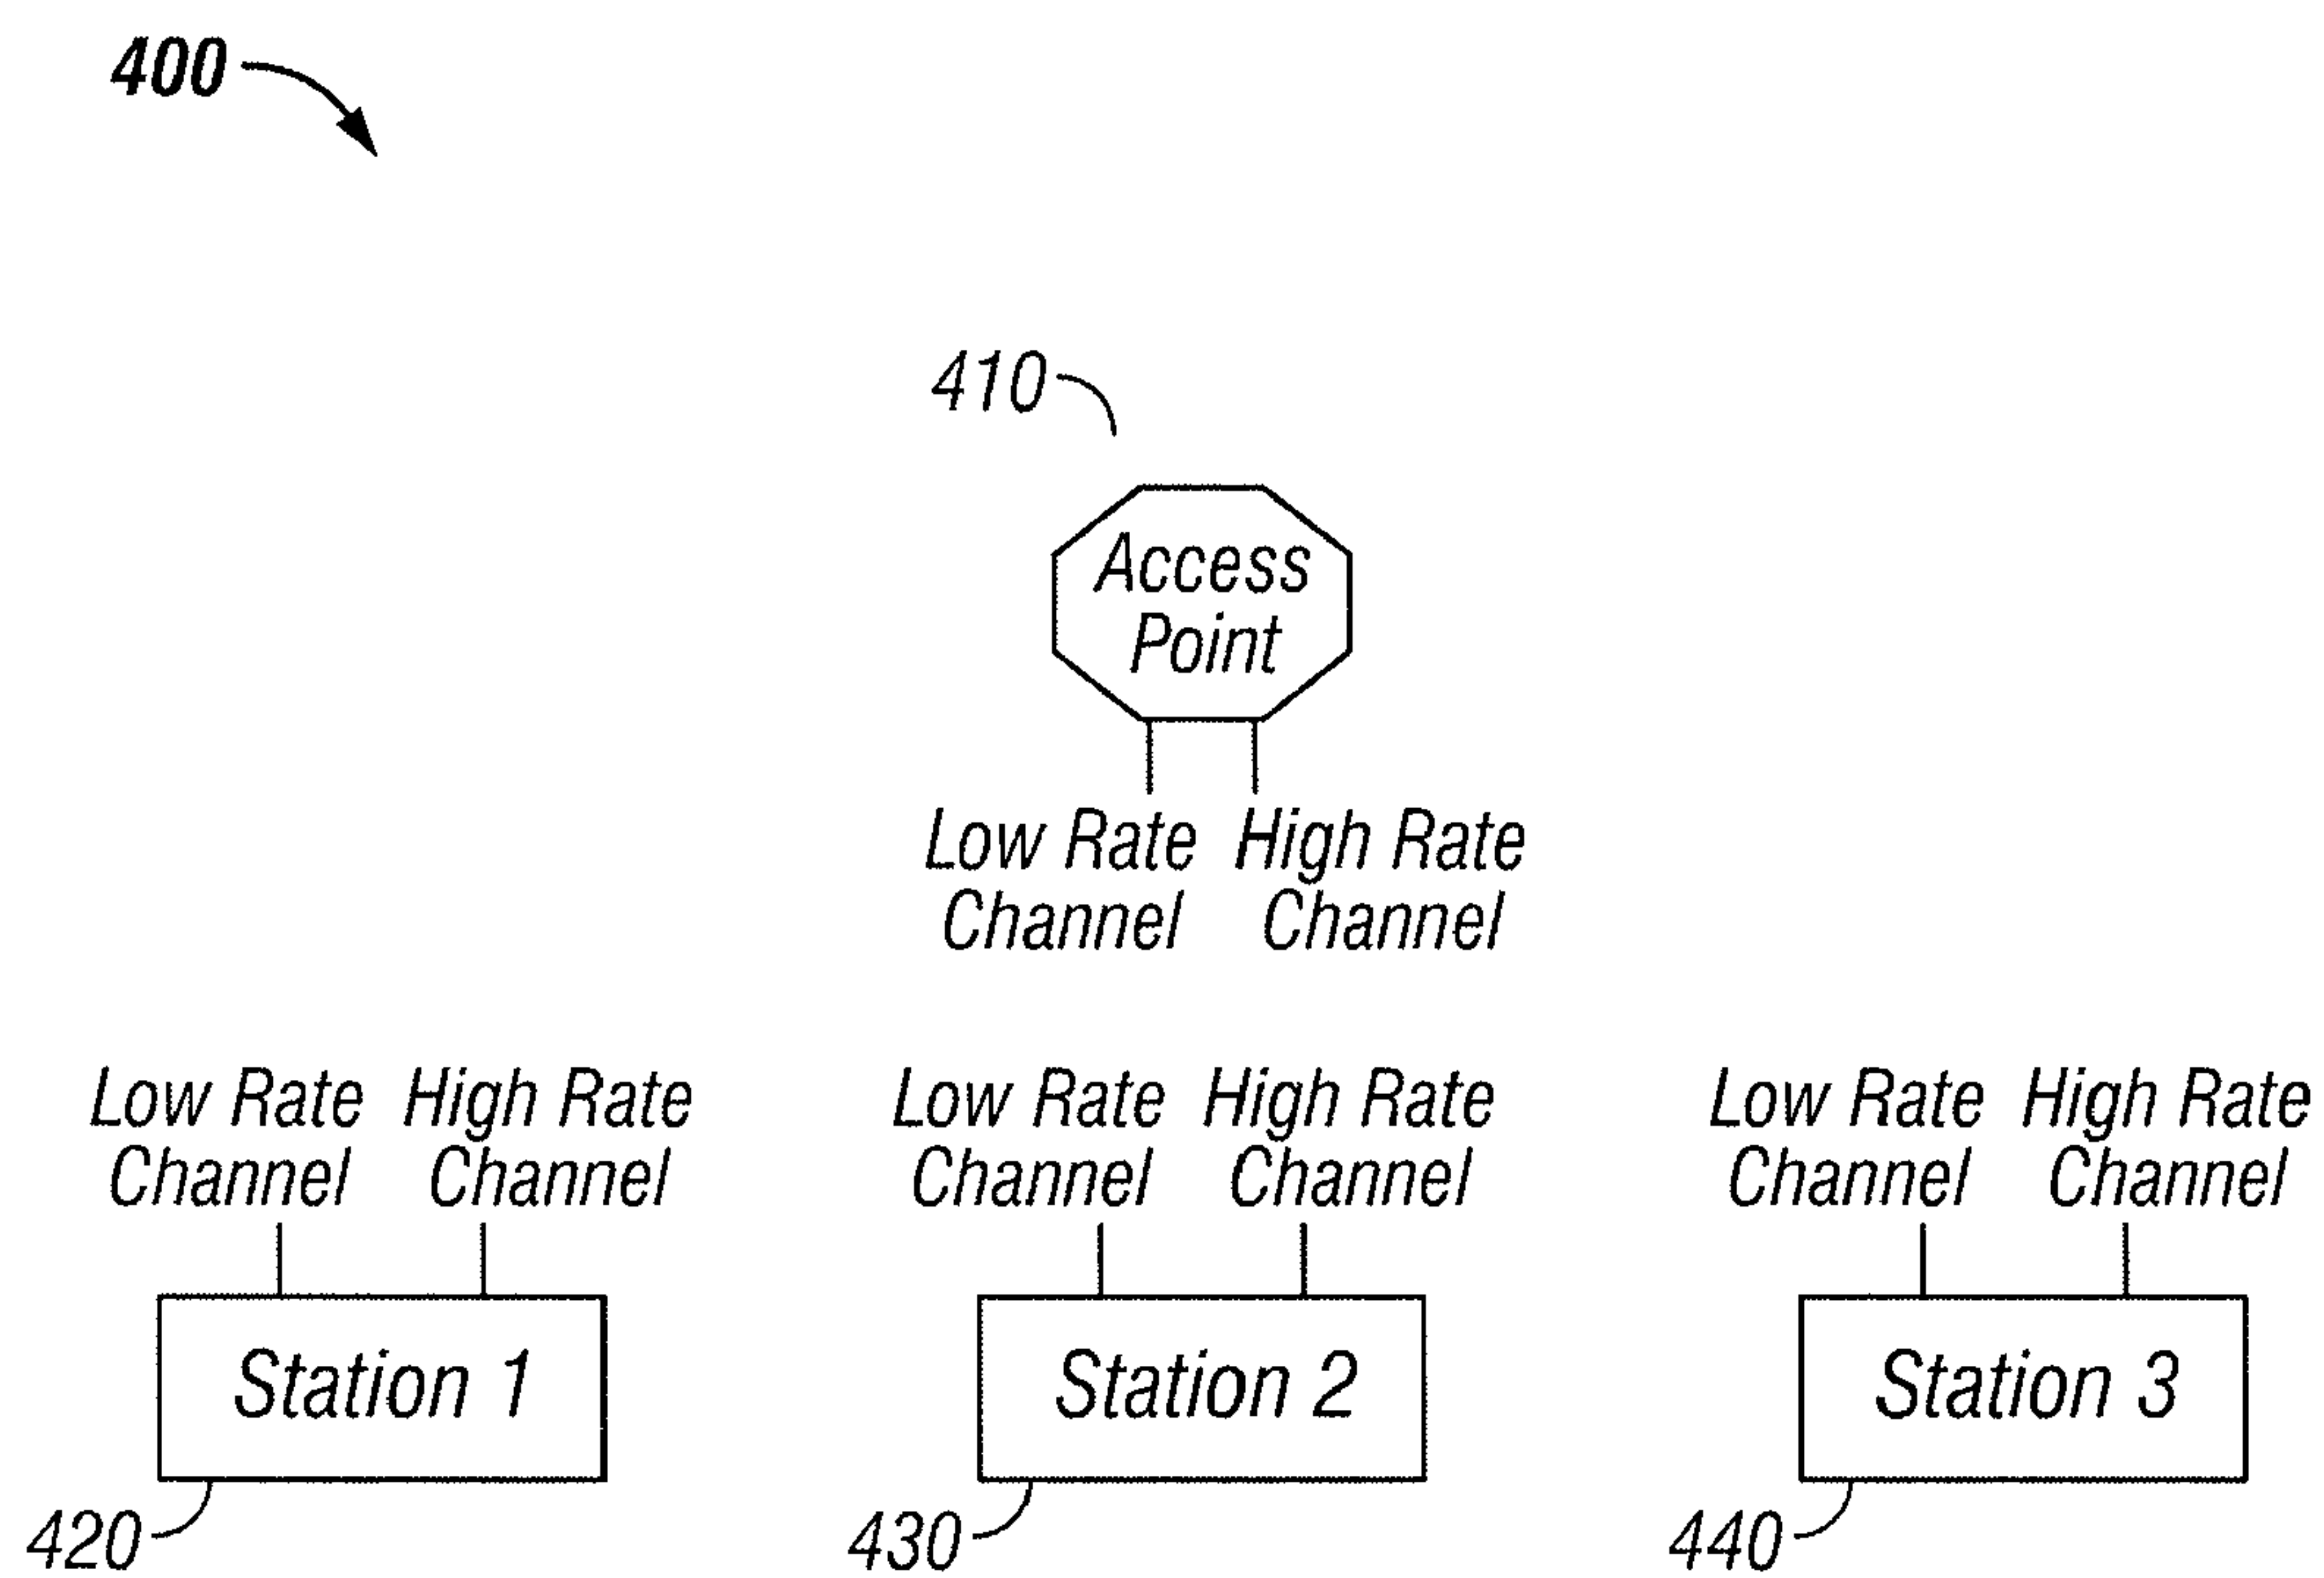 400
410
Access
Point
Low Rate High Rate
Channel Channel
Low Rate High Rate Low Rate High Rate Low Rate High Rate
Channel Channel Channel Channel Channel Channel
Station 1 Station 2 Station 3
420 430 440